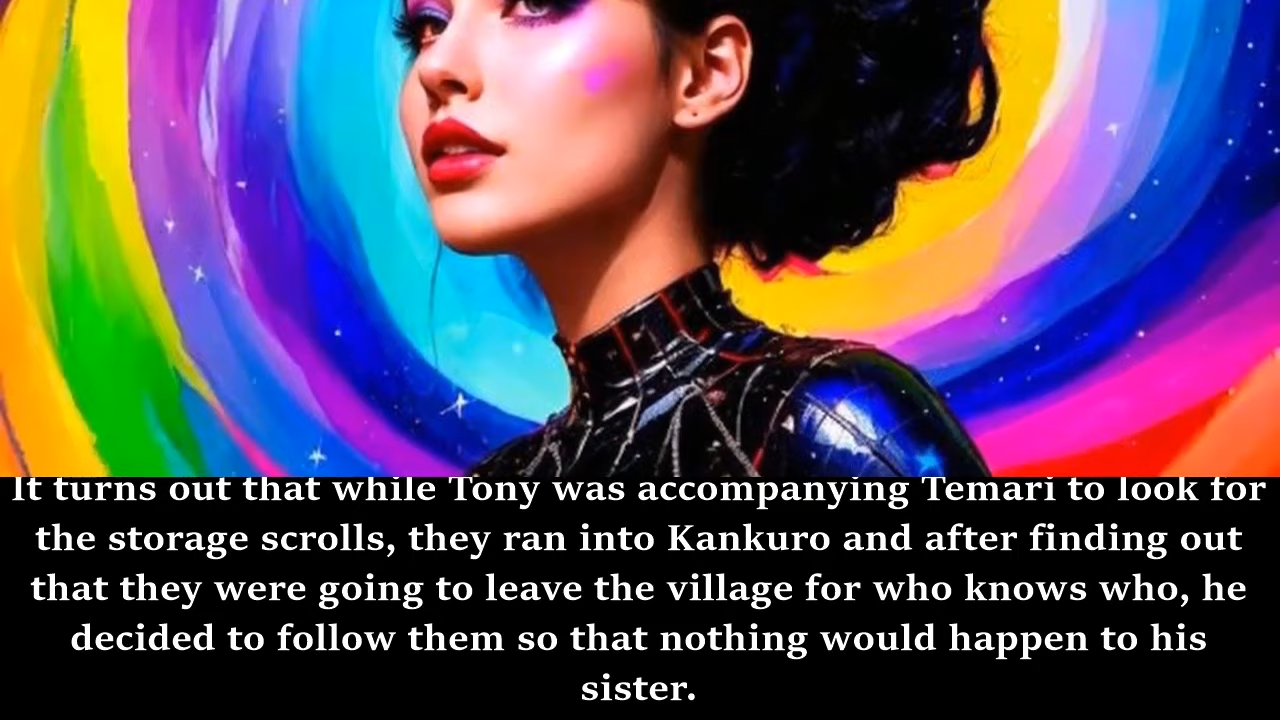 It turns out that while Tony was accompanying Temari to look for
the storage scrolls, they ran into Kankuro and after finding out
that they were going to leave the village for who knows who, he
decided to follow them so that nothing would happen to his
sister.